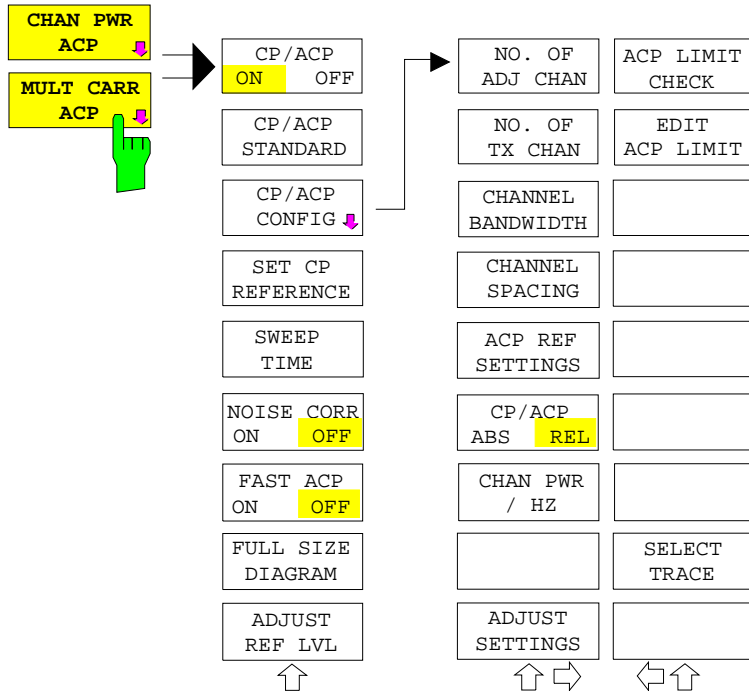 CHAN PWR
ACP
MULT CARR
ACP
CP/ACP
ON OFF
CP/ACP
STANDARD
CP/ACP
CONFIG
SET CP
REFERENCE
SWEEP
TIME
NOISE CORR
ON OFF
FAST ACP
ON OFF
FULL SIZE
DIAGRAM
ADJUST
REF LVL
NO. OF
ADJ CHAN
NO. OF
TX CHAN
CHANNEL
BANDWIDTH
CHANNEL
SPACING
ACP REF
SETTINGS
CP/ACP
ABS REL
CHAN PWR
/ HZ
ADJUST
SETTINGS
ACP LIMIT
CHECK
EDIT
ACP LIMIT
SELECT
TRACE